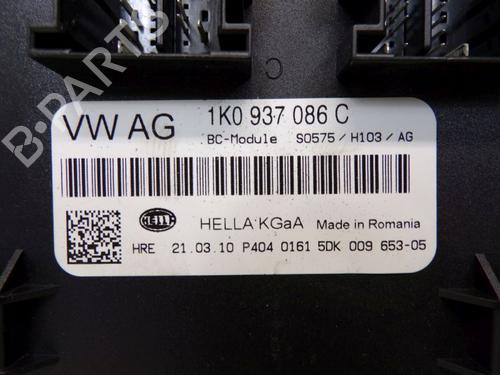 C
VW AG 1K0 937 086 C
BC-Module S0575/H103/AG
HELLA
HELLA KGaA Made in Romania
HRE 21.03.10 P404 0161 5DK 009 653-05
B-PARTS